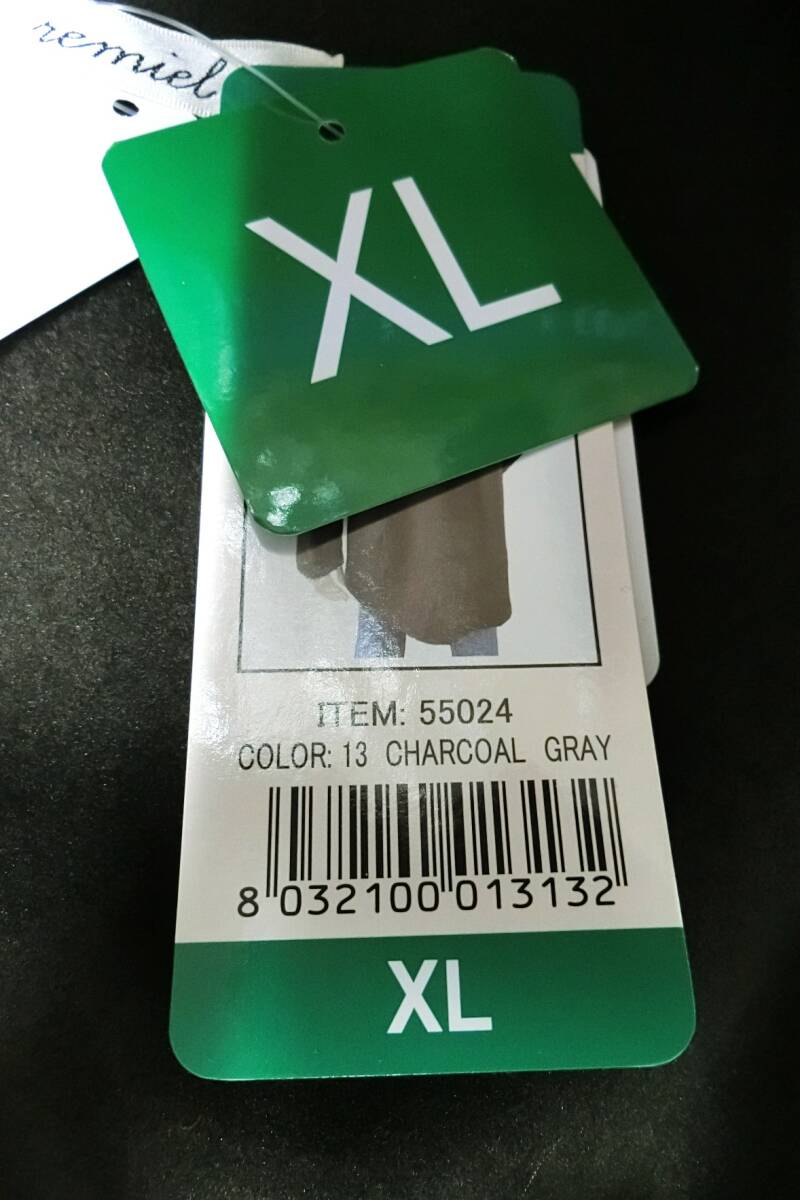 remiel
XL
ITEM: 55024
COLOR: 13 CHARCOAL GRAY
8 032100 013132
XL